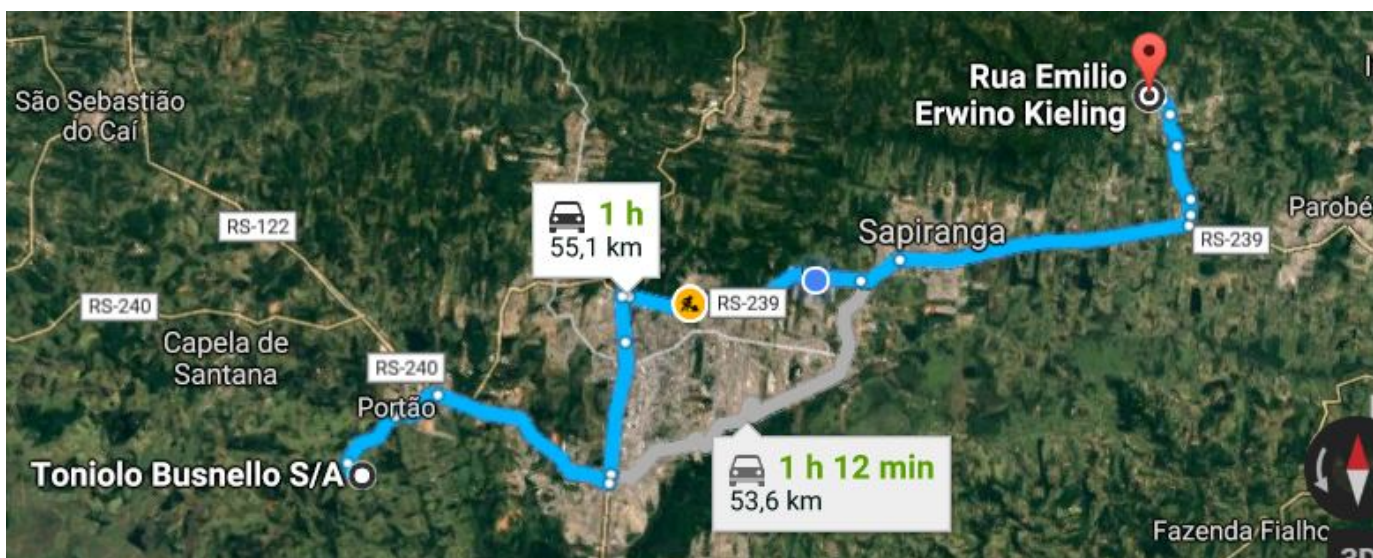 Rua Emilio
Erwino Kieling
São Sebastião
do Caí
1 h
55,1 km
Parobé
RS-122
Sapiranga
RS-239
RS-240
RS-239
Capela de
Santana
RS-240
Portão
Toniolo Busnello S/A
1 h 12 min
53,6 km
Fazenda Fialho